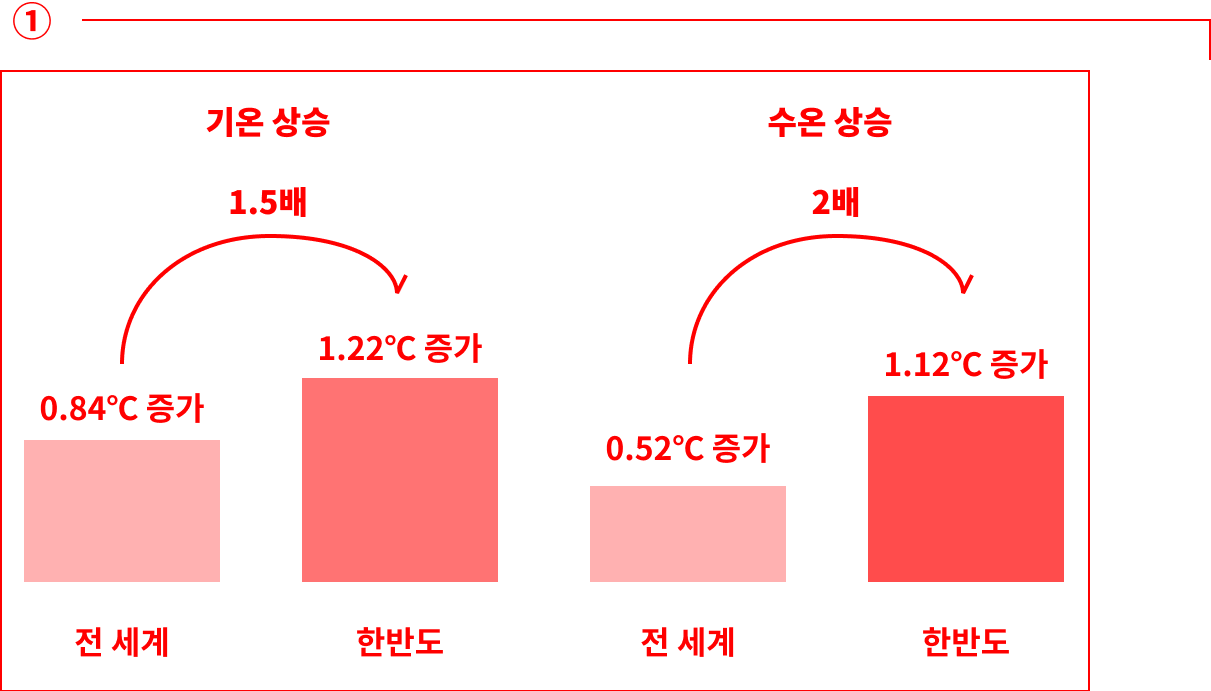 ①
기온 상승
1.5배
0.84℃ 증가
1.22℃ 증가
전 세계
한반도
수온 상승
2배
0.52℃ 증가
1.12℃ 증가
전 세계
한반도